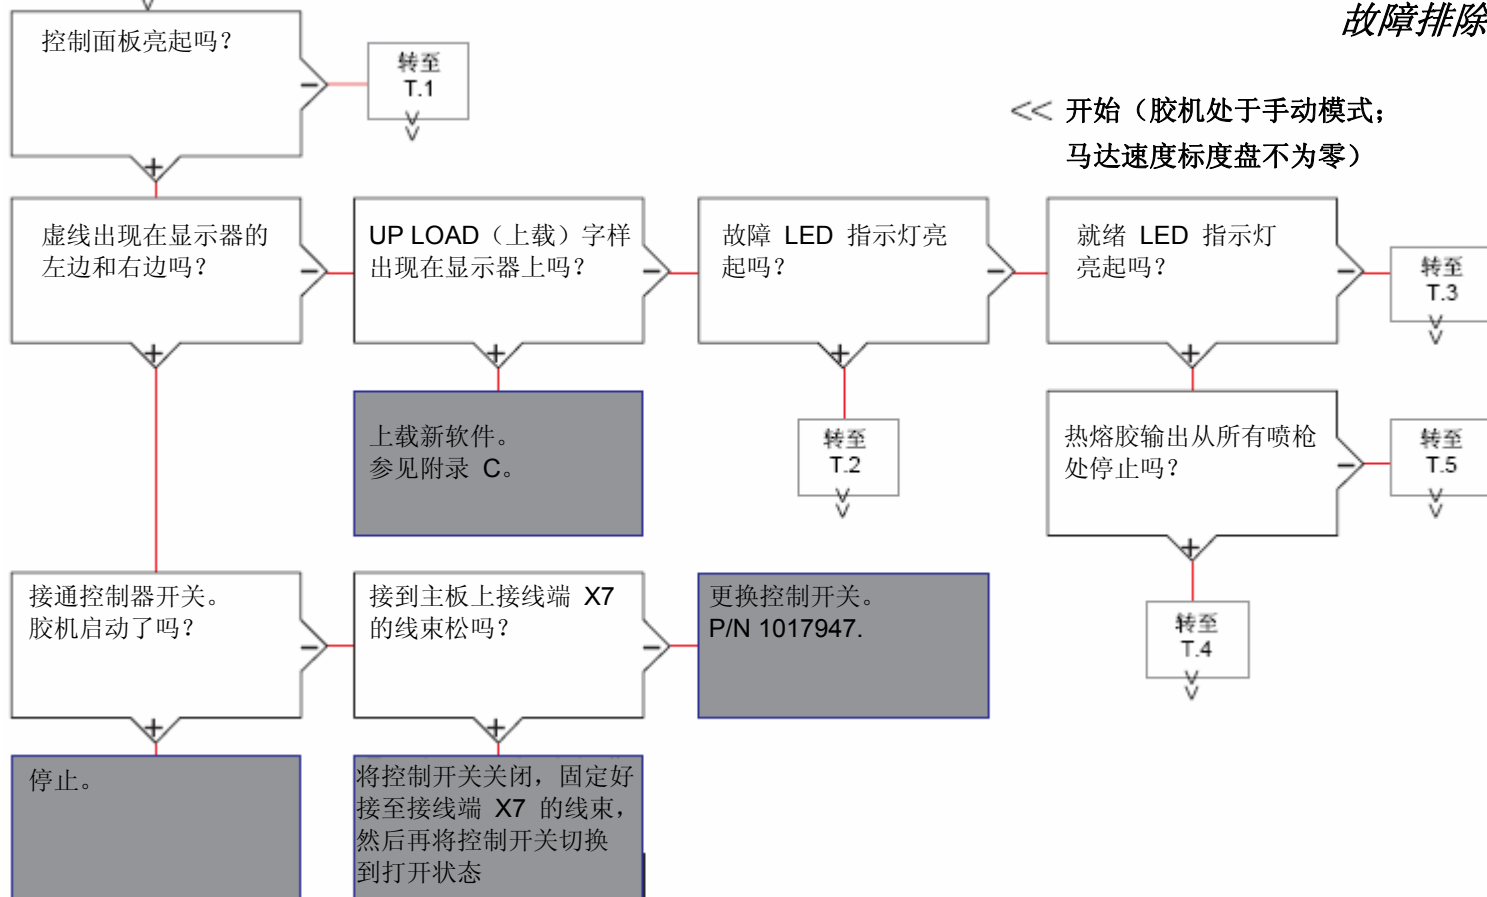 故障排除
控制面板亮起吗？
转至
T.1
<< 开始（胶机处于手动模式；
马达速度标度盘不为零）
虚线出现在显示器的
左边和右边吗？
UP LOAD（上载）字样
出现在显示器上吗？
故障 LED 指示灯亮
起吗？
就绪 LED 指示灯
亮起吗？
转至
T.3
上载新软件。
参见附录 C。
转至
T.2
热熔胶输出从所有喷枪
处停止吗？
转至
T.5
转至
T.4
接通控制器开关。
胶机启动了吗？
接到主板上接线端 X7
的线束松吗？
更换控制开关。
P/N 1017947.
停止。
将控制开关关闭，固定好
接至接线端 X7 的线束，
然后再将控制开关切换
到打开状态